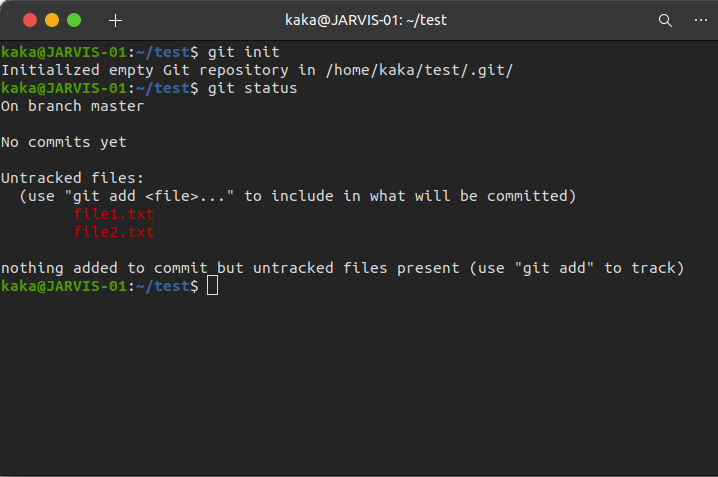 kaka@JARVIS-01: ~/test
kaka@JARVIS-01:~/test$ git init
Initialized empty Git repository in /home/kaka/test/.git/
kaka@JARVIS-01:~/test$ git status
On branch master
No commits yet
Untracked files:
(use "git add <file>..." to include in what will be committed)
file1.txt
file2.txt
nothing added to commit but untracked files present (use "git add" to track)
kaka@JARVIS-01:~/test$